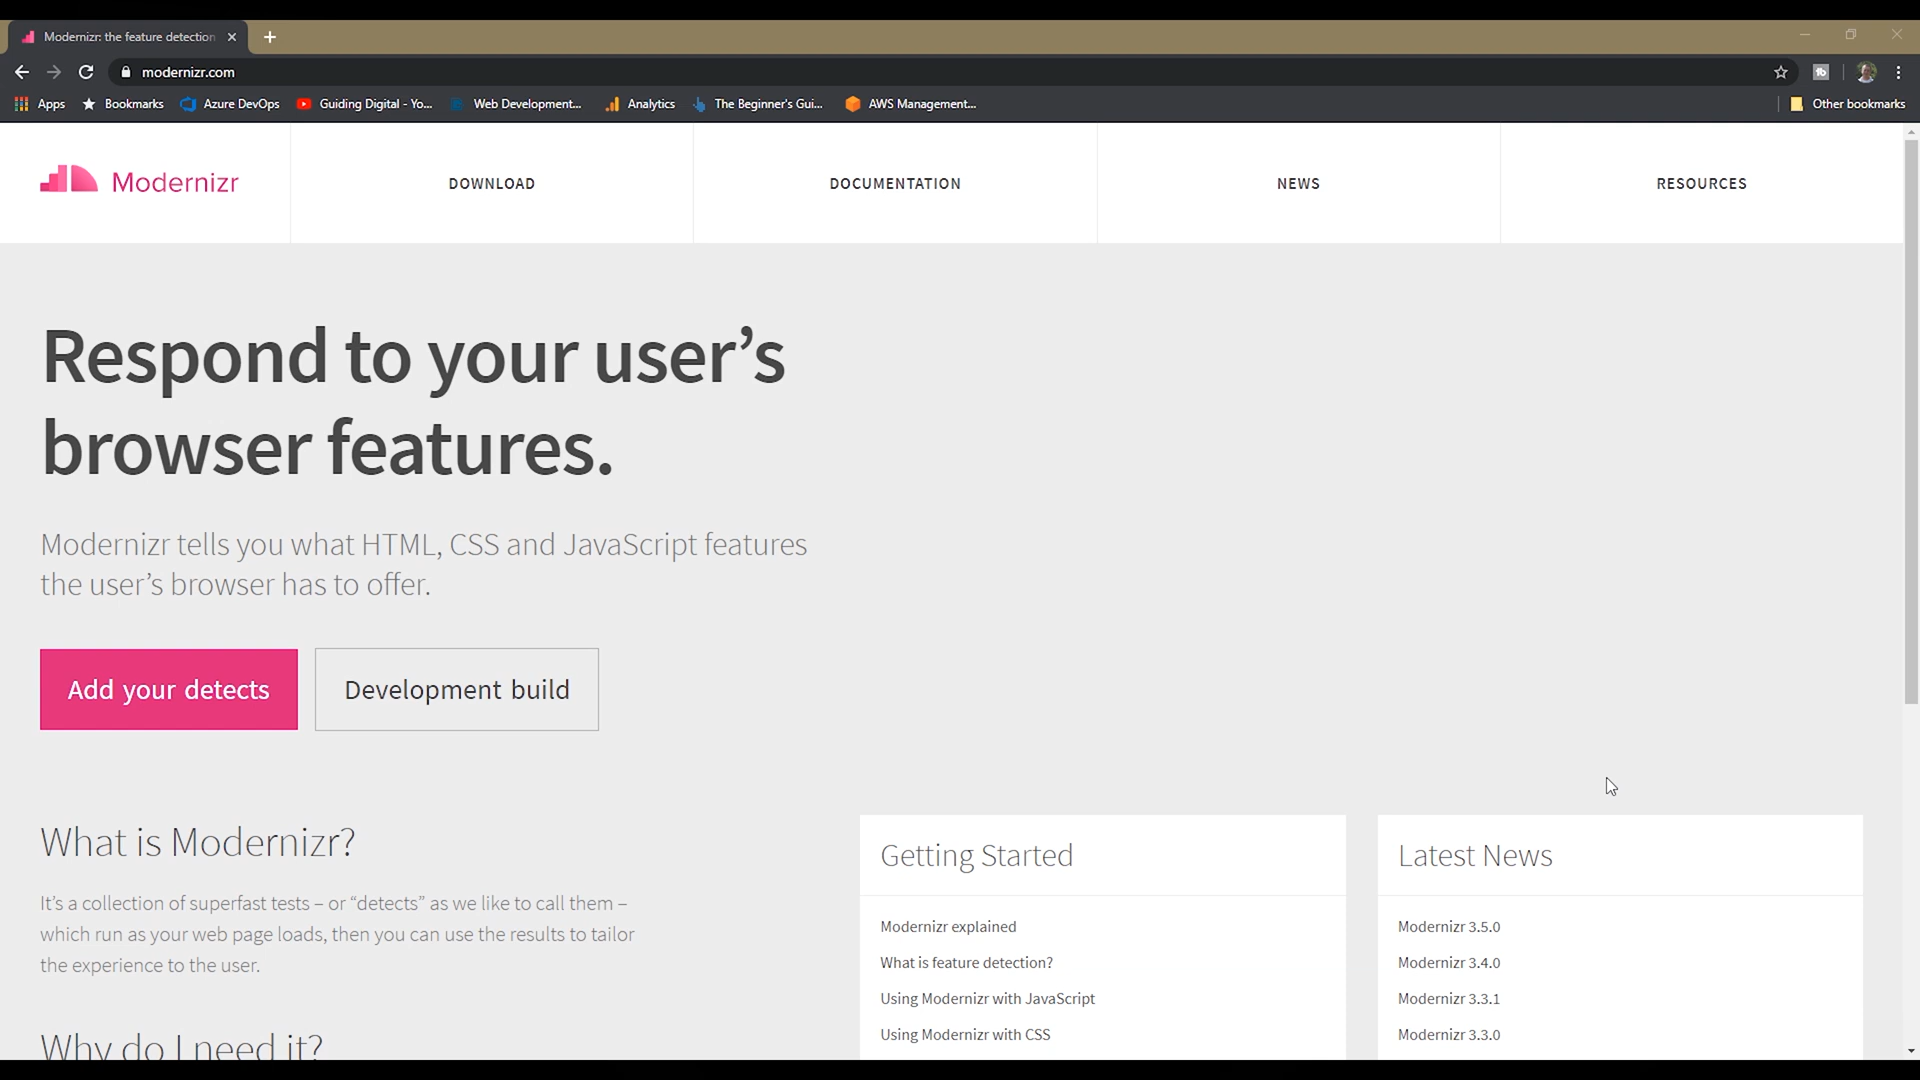 Modernizr: the feature detection
modernizr.com
Apps
Bookmarks
Azure DevOps
Guiding Digital - Yo...
Web Development...
Analytics
The Beginner's Gui...
AWS Management...
Other bookmarks
Modernizr
DOWNLOAD
DOCUMENTATION
NEWS
RESOURCES
Respond to your user’s
browser features.
Modernizr tells you what HTML, CSS and JavaScript features
the user’s browser has to offer.
Add your detects
Development build
What is Modernizr?
It’s a collection of superfast tests – or “detects” as we like to call them –
which run as your web page loads, then you can use the results to tailor
the experience to the user.
Why do I need it?
Getting Started
Modernizr explained
What is feature detection?
Using Modernizr with JavaScript
Using Modernizr with CSS
Latest News
Modernizr 3.5.0
Modernizr 3.4.0
Modernizr 3.3.1
Modernizr 3.3.0